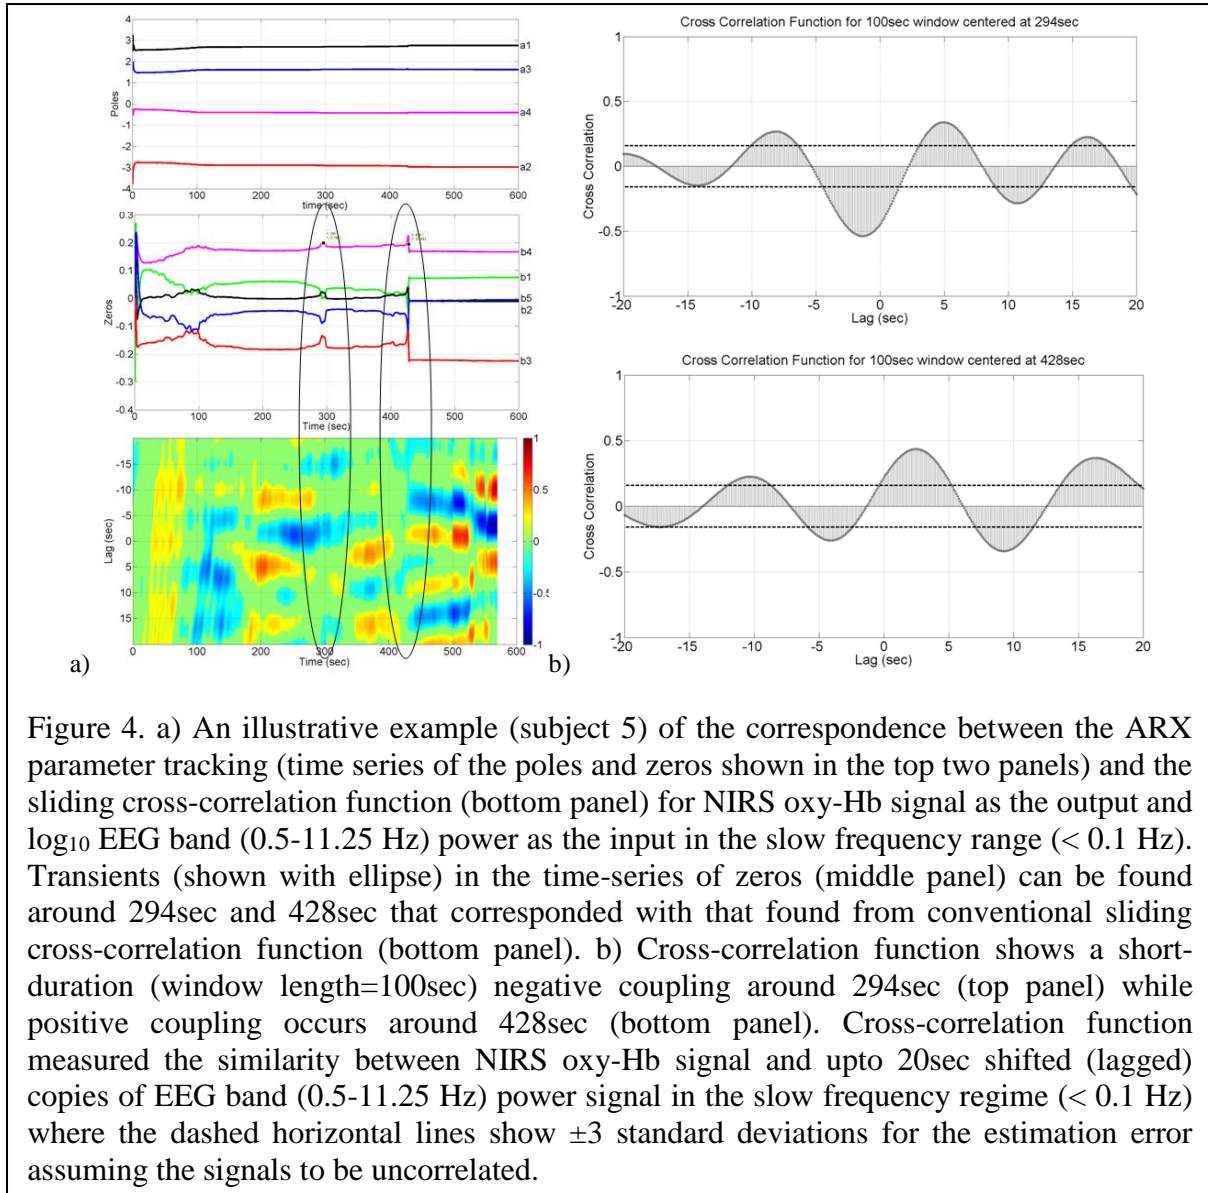 4
3
2
1
0
-1
-2
-3
-4
Poles
a1
a3
a4
a2
0 100 200 300 400 500 600
time (sec)
0.3
0.2
0.1
0
-0.1
-0.2
-0.3
-0.4
Zeros
b4
b1
b5
b2
b3
0 100 200 300 400 500 600
Time (sec)
-15
-10
-5
0
5
10
15
Lag (sec)
1
0.5
0
-0.5
-1
0 100 200 300 400 500 600
Time (sec)
a)
Cross Correlation Function for 100sec window centered at 294sec
1
0.5
0
-0.5
-1
Cross Correlation
-20 -15 -10 -5 0 5 10 15 20
Lag (sec)
Cross Correlation Function for 100sec window centered at 428sec
1
0.5
0
-0.5
-1
Cross Correlation
-20 -15 -10 -5 0 5 10 15 20
Lag (sec)
b)
Figure 4. a) An illustrative example (subject 5) of the correspondence between the ARX
parameter tracking (time series of the poles and zeros shown in the top two panels) and the
sliding cross-correlation function (bottom panel) for NIRS oxy-Hb signal as the output and
log₁₀ EEG band (0.5-11.25 Hz) power as the input in the slow frequency range (< 0.1 Hz).
Transients (shown with ellipse) in the time-series of zeros (middle panel) can be found
around 294sec and 428sec that corresponded with that found from conventional sliding
cross-correlation function (bottom panel). b) Cross-correlation function shows a short-
duration (window length=100sec) negative coupling around 294sec (top panel) while
positive coupling occurs around 428sec (bottom panel). Cross-correlation function
measured the similarity between NIRS oxy-Hb signal and upto 20sec shifted (lagged)
copies of EEG band (0.5-11.25 Hz) power signal in the slow frequency regime (< 0.1 Hz)
where the dashed horizontal lines show ±3 standard deviations for the estimation error
assuming the signals to be uncorrelated.